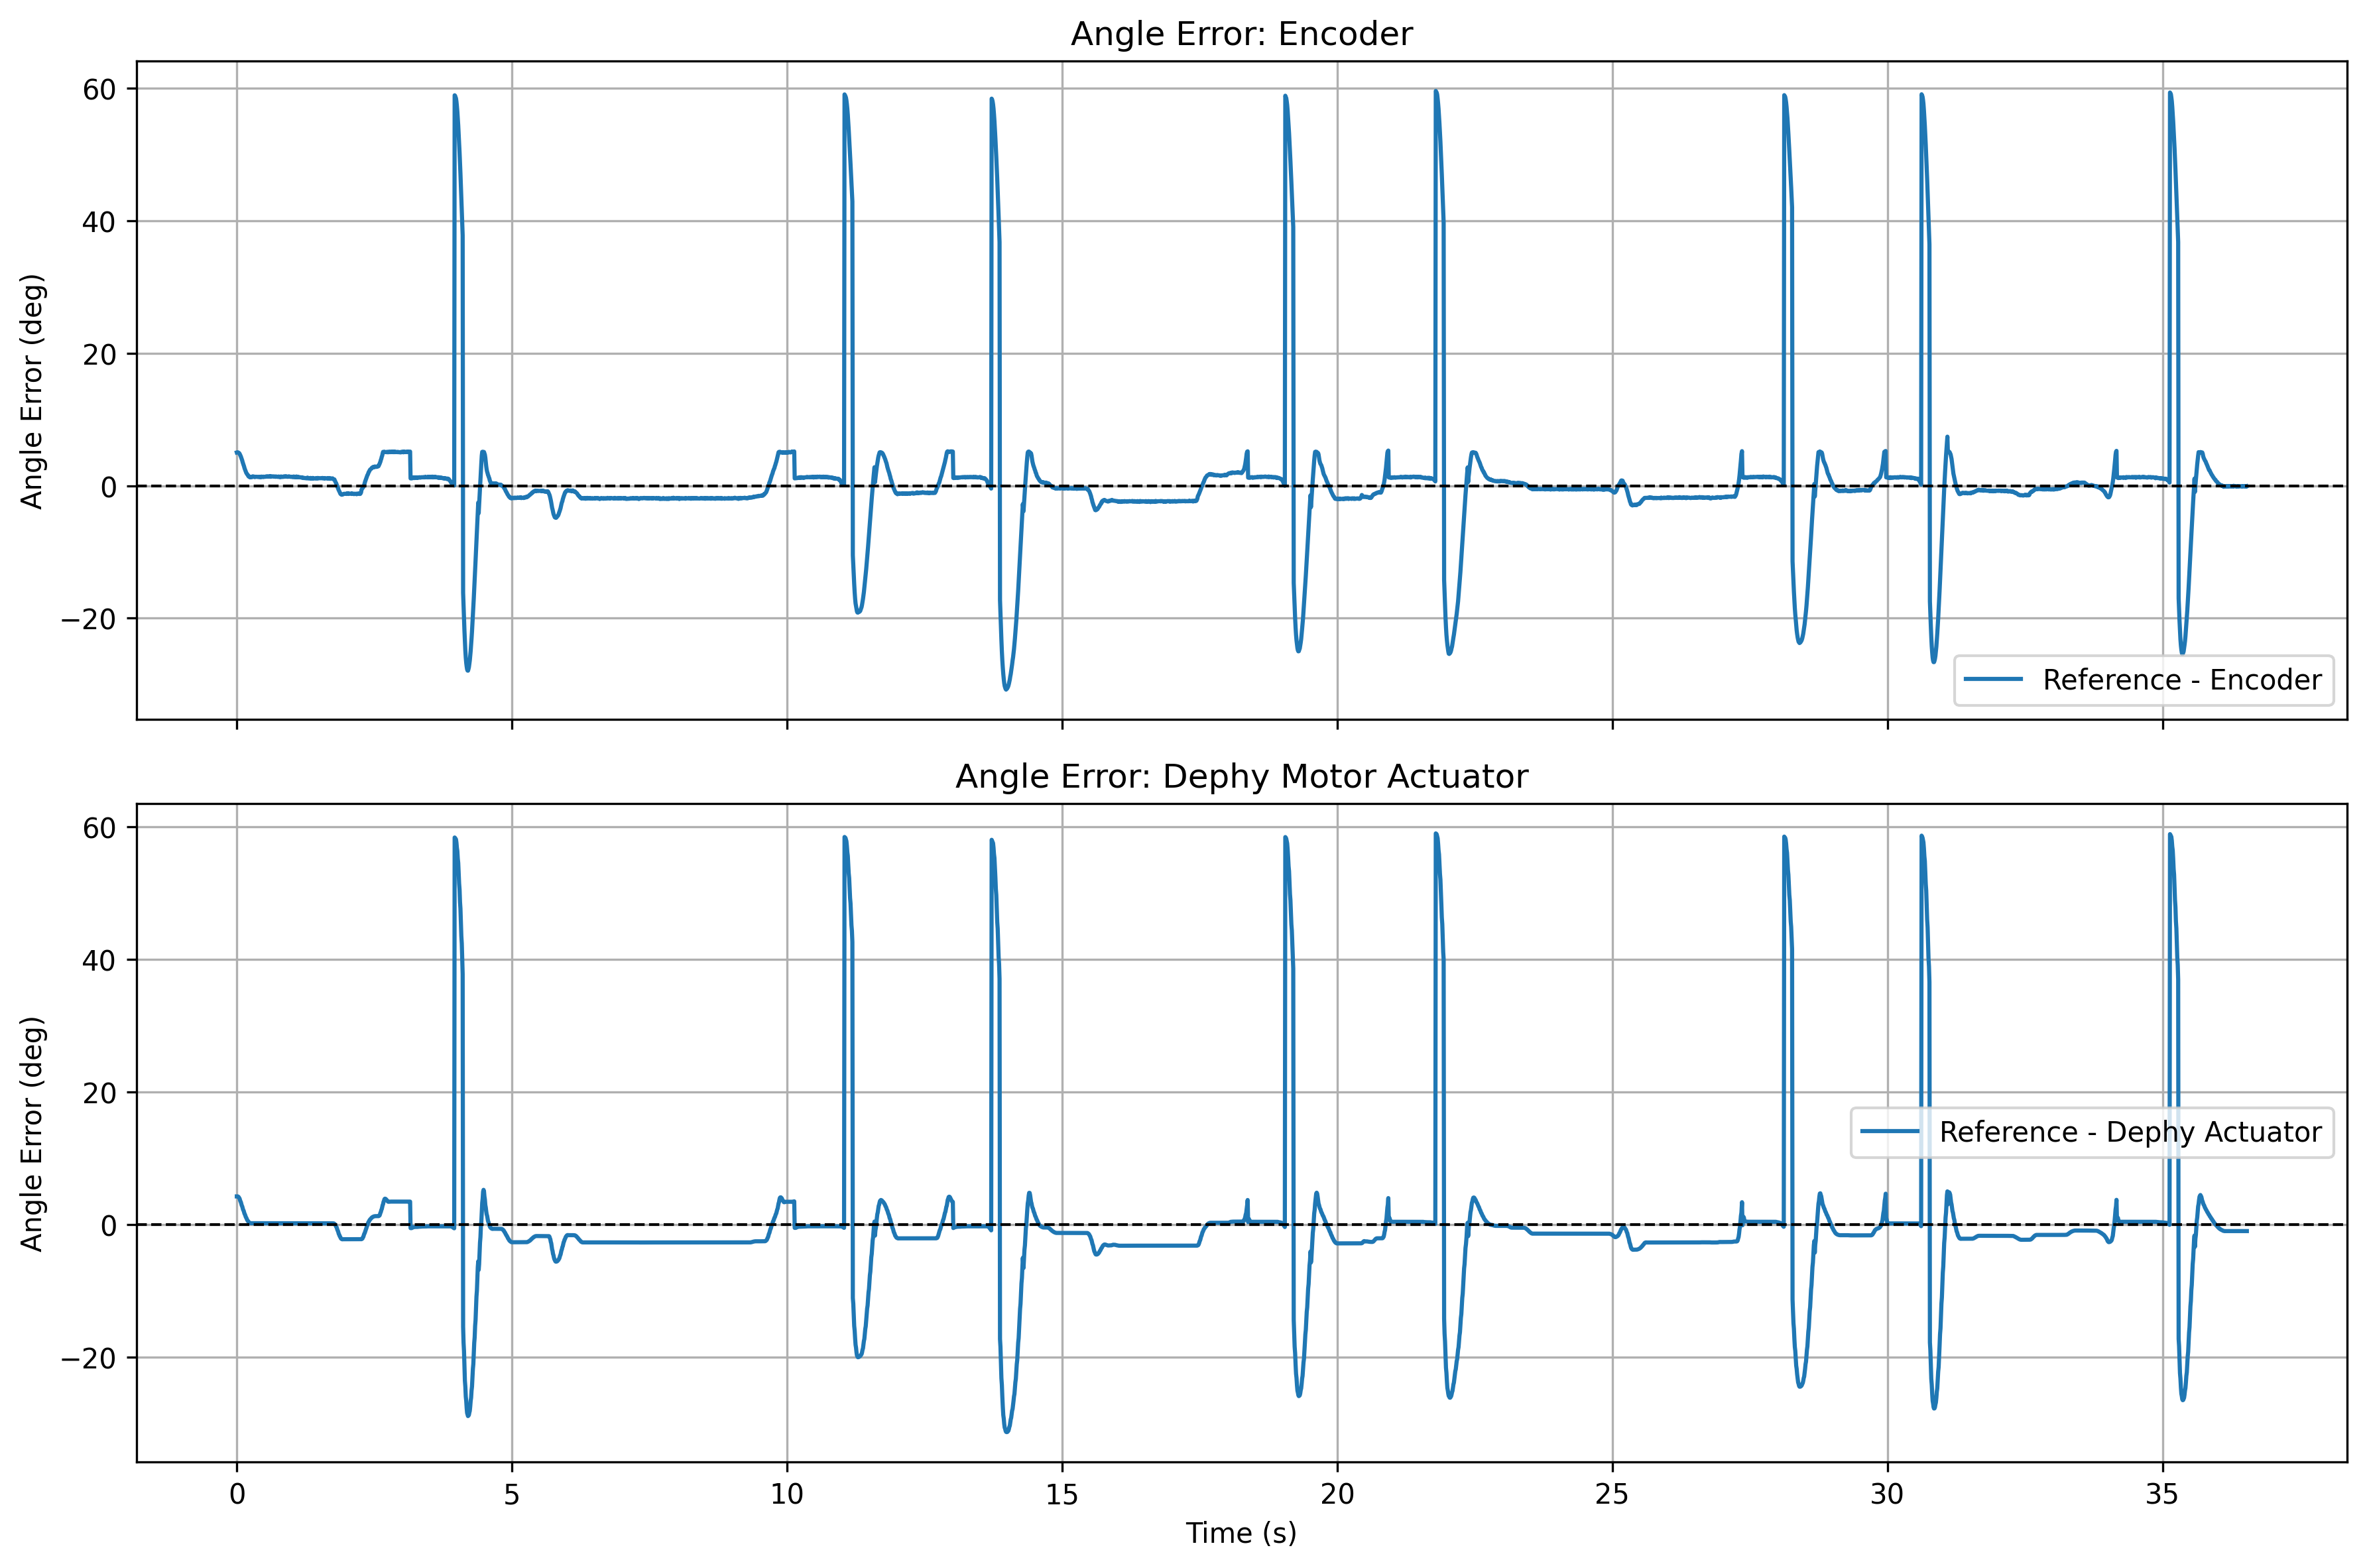 Angle Error: Encoder
Angle Error (deg)
60
40
20
0
−20
Reference - Encoder
Angle Error: Dephy Motor Actuator
Angle Error (deg)
60
40
20
0
−20
Reference - Dephy Actuator
0 5 10 15 20 25 30 35
Time (s)